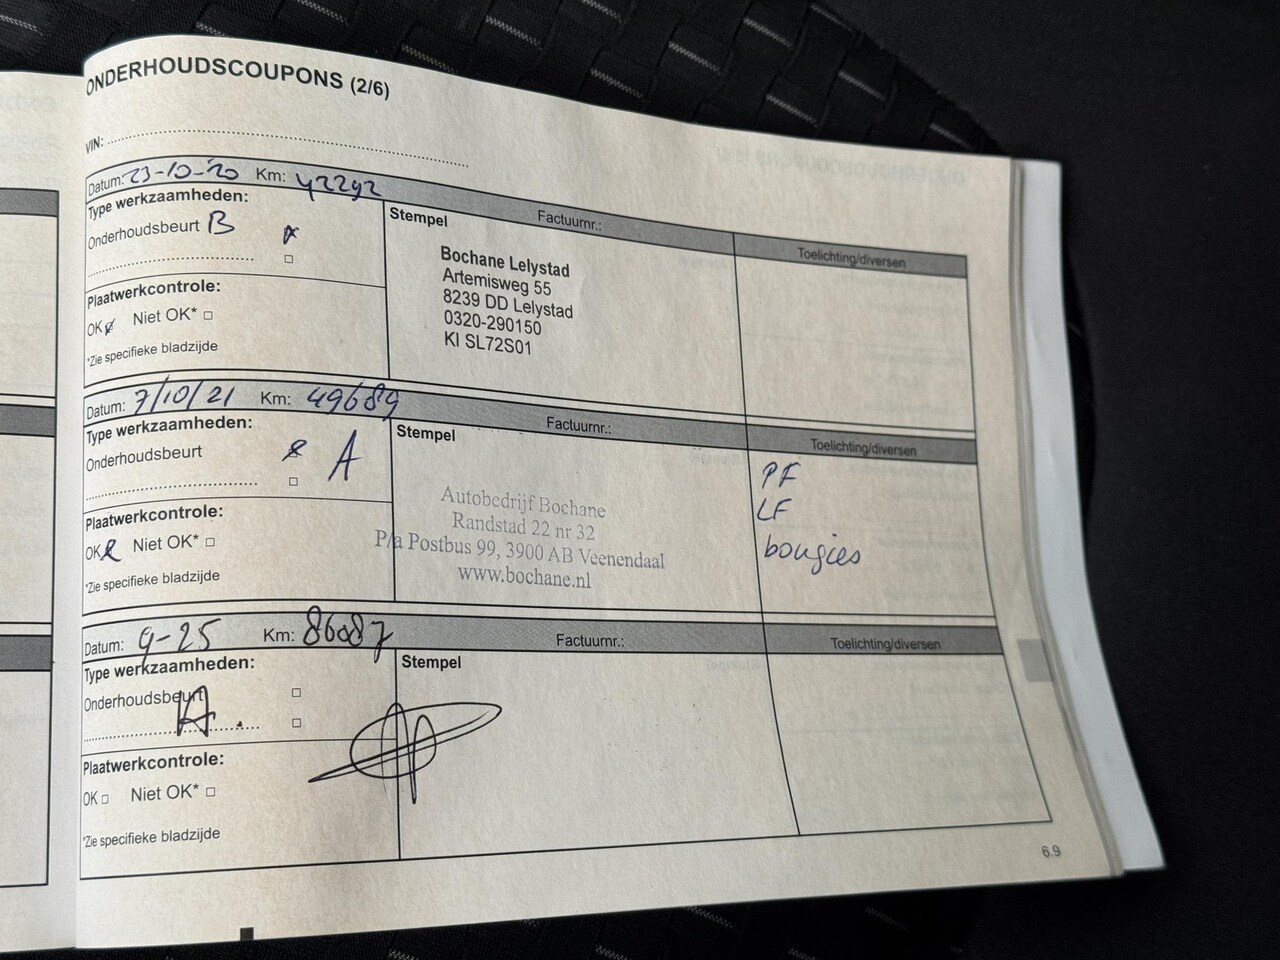 ONDERHOUDSCOUPONS (2/6)
VIN:
Datum: 23-10-20 Km: 42292
Type werkzaamheden:
Onderhoudsbeurt B
Stempel
Factuurnr.:
Toelichting/diversen
Bochane Lelystad
Artemisweg 55
8239 DD Lelystad
0320-290150
KI SL72S01
Plaatwerkcontrole:
OK Niet OK*
*Zie specifieke bladzijde
Datum: 7/10/21 Km: 49689
Type werkzaamheden:
Onderhoudsbeurt A
Stempel
Factuurnr.:
Toelichting/diversen
Autobedrijf Bochane
Randstad 22 nr 32
P/a Postbus 99, 3900 AB Veenendaal
www.bochane.nl
PF
LF
bougies
Plaatwerkcontrole:
OK Niet OK*
*Zie specifieke bladzijde
Datum: 9-25 Km: 86087
Type werkzaamheden:
Onderhoudsbeurt
A.
Stempel
Factuurnr.:
Toelichting/diversen
Plaatwerkcontrole:
OK Niet OK*
*Zie specifieke bladzijde
6.9